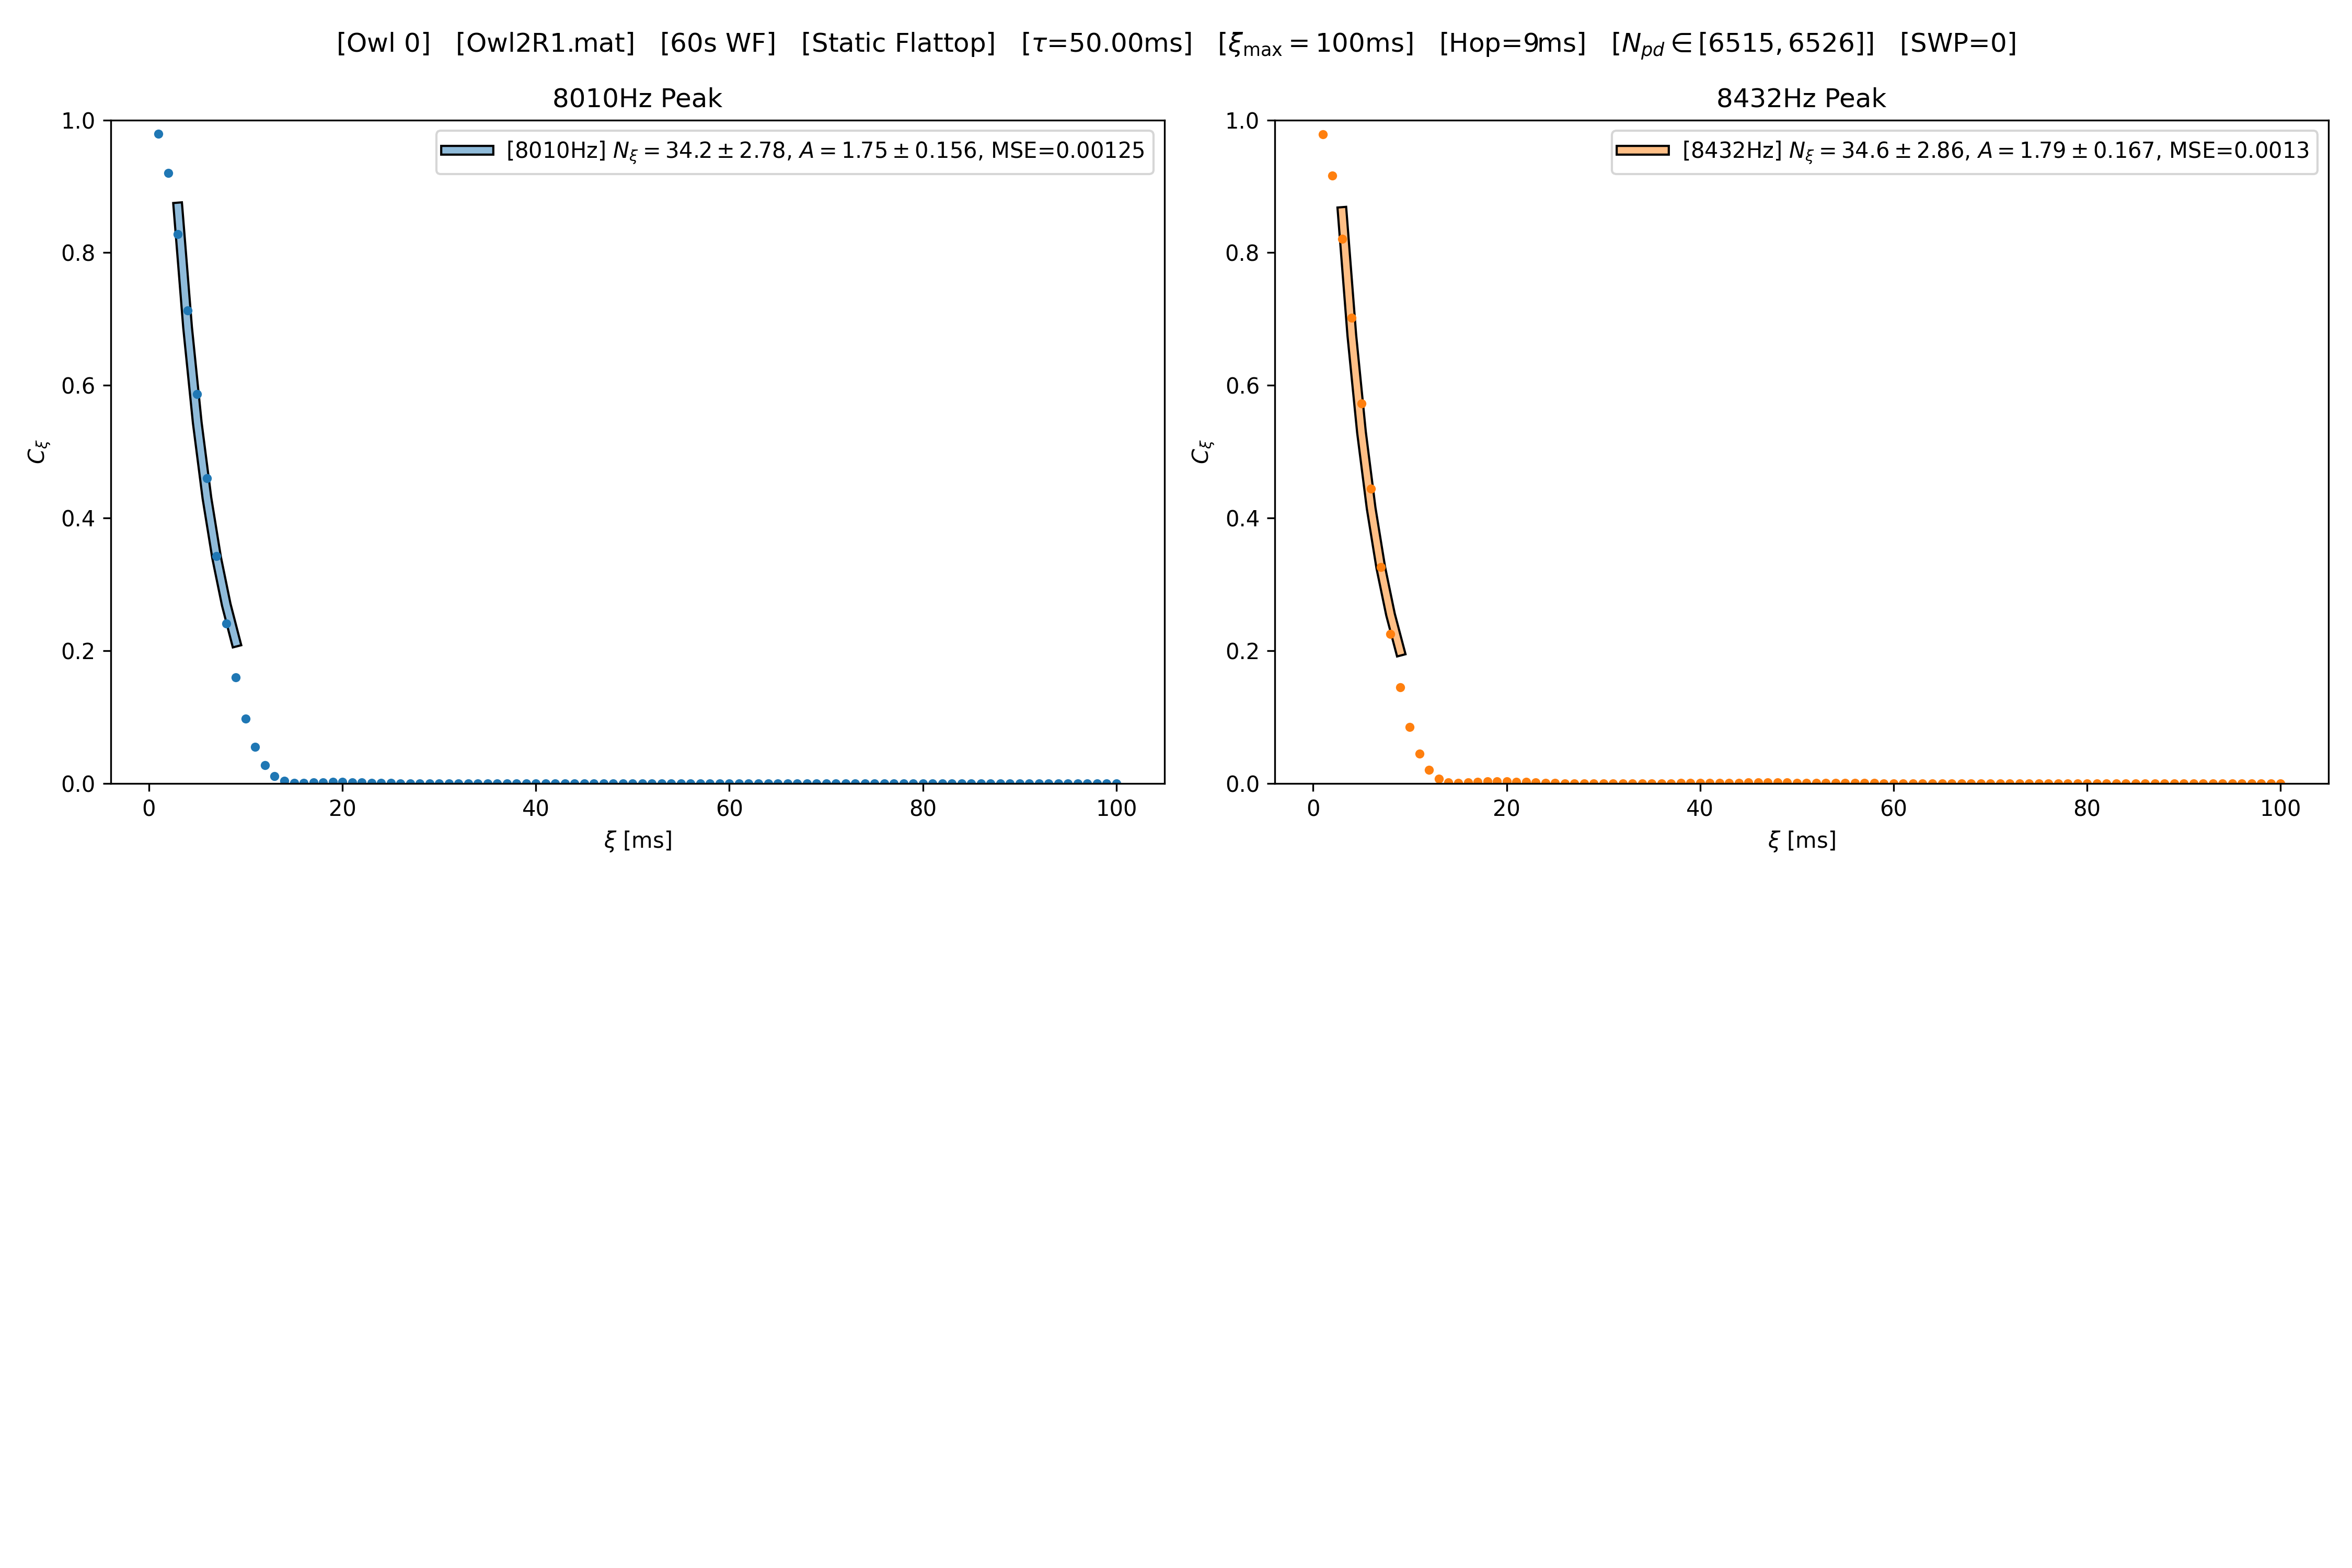 [Owl 0] [Owl2R1.mat] [60s WF] [Static Flattop] [τ=50.00ms] [ξmax = 100ms] [Hop=9ms] [Npd ∈ [6515, 6526]] [SWP=0]
8010Hz Peak
[8010Hz] Nξ = 34.2 ± 2.78, A = 1.75 ± 0.156, MSE=0.00125
1.0
0.8
0.6
0.4
0.2
0.0
Cξ
0 20 40 60 80 100
ξ [ms]
8432Hz Peak
[8432Hz] Nξ = 34.6 ± 2.86, A = 1.79 ± 0.167, MSE=0.0013
1.0
0.8
0.6
0.4
0.2
0.0
Cξ
0 20 40 60 80 100
ξ [ms]